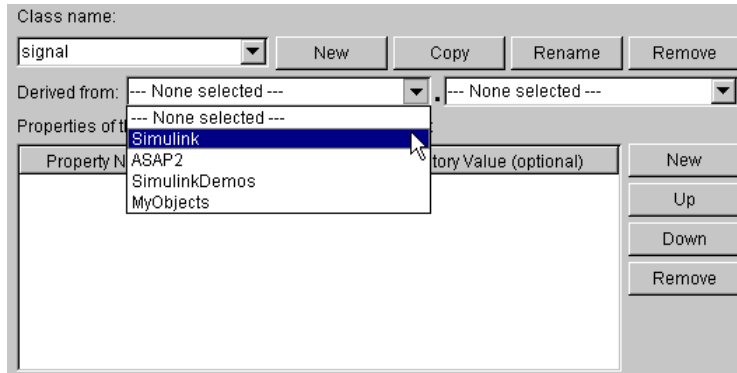 Class name:
signal New Copy Rename Remove
Derived from: --- None selected --- . --- None selected ---
--- None selected ---
Properties of
Simulink
Property ASAP2 tory Value (optional) New
SimulinkDemos
MyObjects
Up
Down
Remove